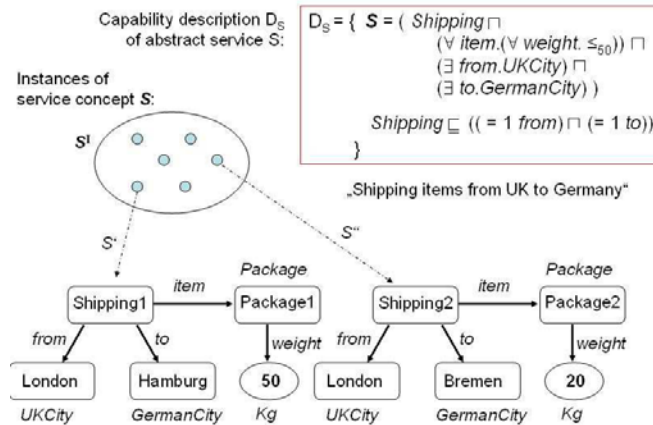 Capability description D_S
of abstract service S:
D_S = { S = ( Shipping ⊓
(∀ item.(∀ weight. ≤_50)) ⊓
(∃ from.UKCity) ⊓
(∃ to.GermanCity) )
Shipping ⊑ (( = 1 from) ⊓ (= 1 to))
}
Instances of
service concept S:
S^I
„Shipping items from UK to Germany“
S‘
S“
Package
Package
Shipping1
item
Package1
Shipping2
item
Package2
from
to
weight
from
to
weight
London
Hamburg
50
London
Bremen
20
UKCity
GermanCity
Kg
UKCity
GermanCity
Kg